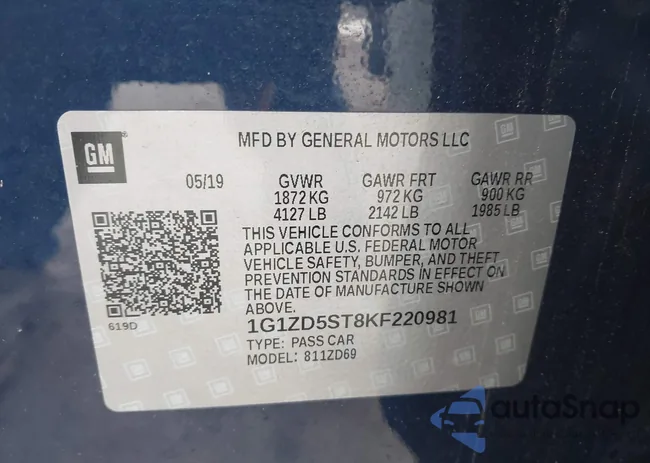 GM
MFD BY GENERAL MOTORS LLC
05/19 GVWR GAWR FRT GAWR RR
1872 KG 972 KG 900 KG
4127 LB 2142 LB 1985 LB
THIS VEHICLE CONFORMS TO ALL
APPLICABLE U.S. FEDERAL MOTOR
VEHICLE SAFETY, BUMPER, AND THEFT
PREVENTION STANDARDS IN EFFECT ON
THE DATE OF MANUFACTURE SHOWN
ABOVE.
619D
1G1ZD5ST8KF220981
TYPE: PASS CAR
MODEL: 811ZD69
autoSnap